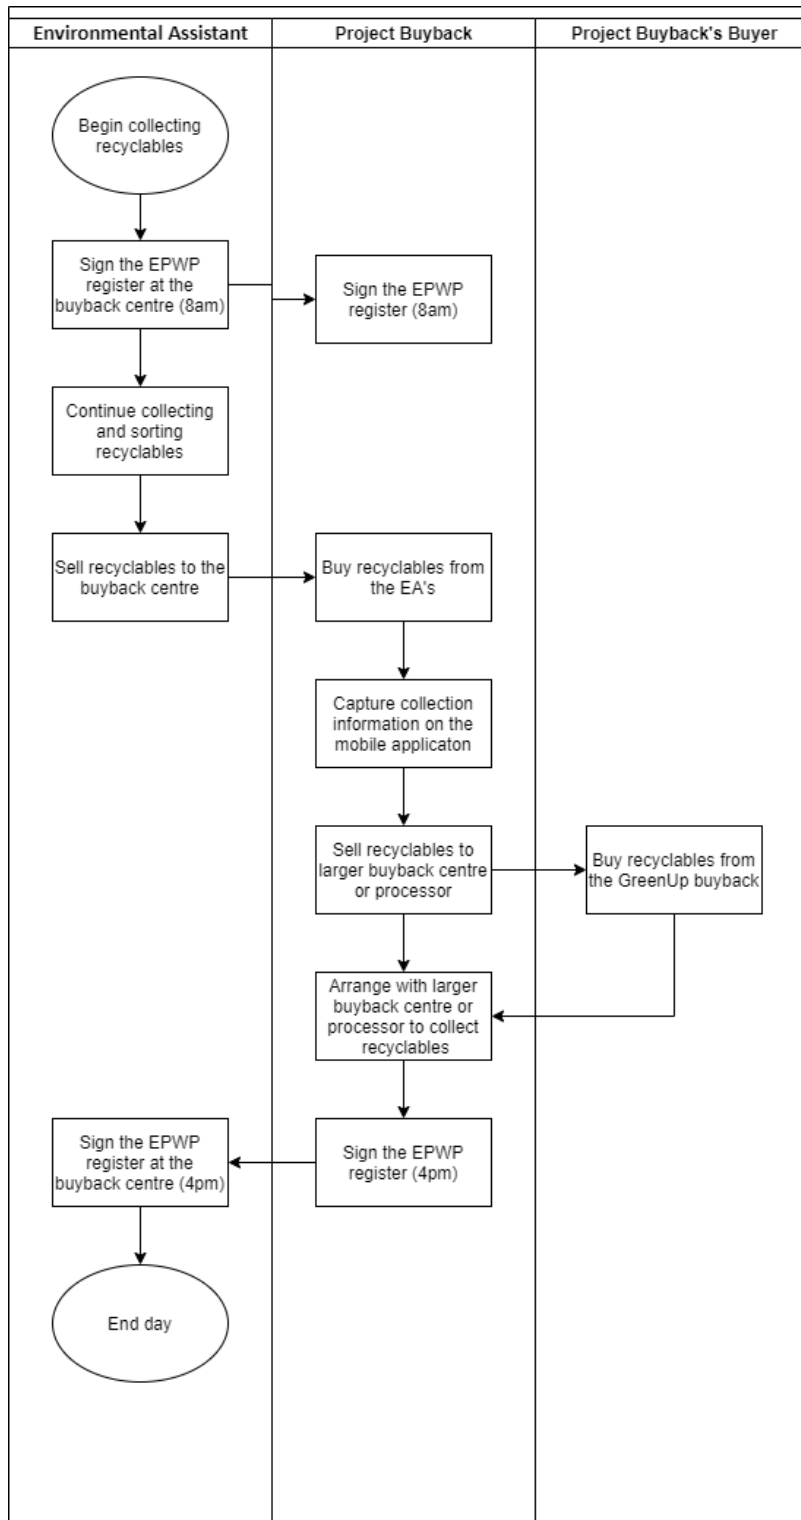 Environmental Assistant
Project Buyback
Project Buyback's Buyer
Begin collecting
recyclables
Sign the EPWP
register at the
buyback centre (8am)
Sign the EPWP
register (8am)
Continue collecting
and sorting
recyclables
Sell recyclables to the
buyback centre
Buy recyclables from
the EA's
Capture collection
information on the
mobile applicaton
Sell recyclables to
larger buyback centre
or processor
Buy recyclables from
the GreenUp buyback
Arrange with larger
buyback centre or
processor to collect
recyclables
Sign the EPWP
register at the
buyback centre (4pm)
Sign the EPWP
register (4pm)
End day